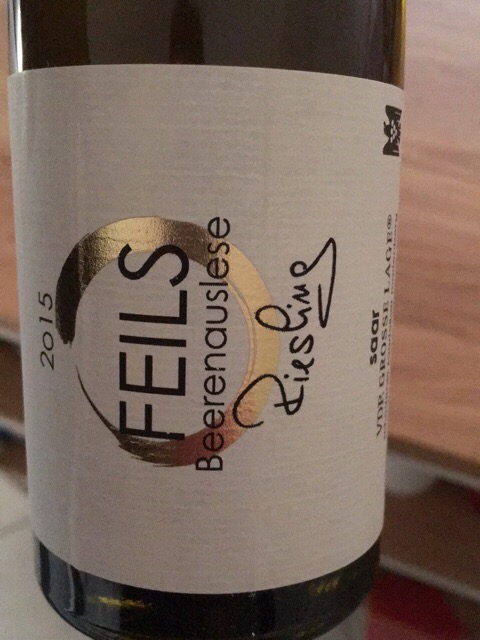 2015
FEILS
Beerenauslese
Riesling
saar
VDP. GROSSE LAGE®